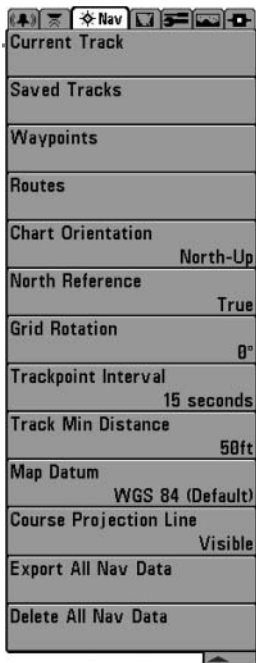 Nav
Current Track
Saved Tracks
Waypoints
Routes
Chart Orientation
North-Up
North Reference
True
Grid Rotation
0°
Trackpoint Interval
15 seconds
Track Min Distance
50ft
Map Datum
WGS 84 (Default)
Course Projection Line
Visible
Export All Nav Data
Delete All Nav Data